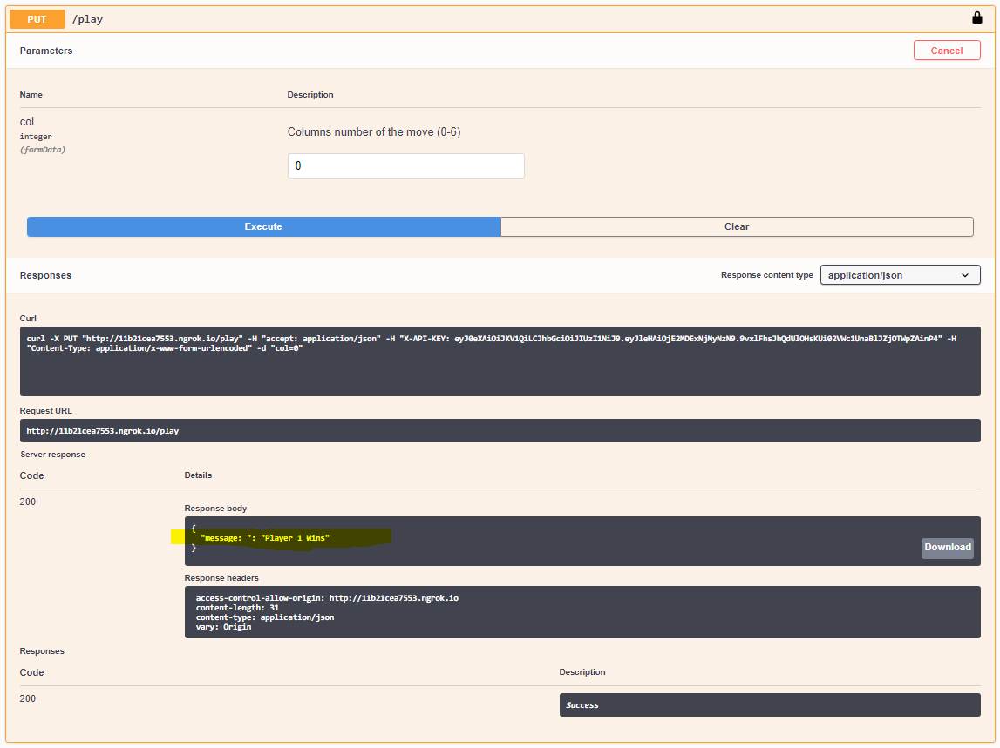 PUT /play
Parameters Cancel
Name Description
col Columns number of the move (0-6)
integer
(formData)
0
Execute Clear
Responses Response content type application/json
Curl
curl -X PUT "http://11b21cea7553.ngrok.io/play" -H "accept: application/json" -H "X-API-KEY: eyJ0eXAiOiJKV1QiLCJhbGciOiJIUzI1NiJ9.eyJleHAiOjE2MDExNjMyNzN9.9vxlFhsJhQdUlOHsKUi02VWc1UnaBlJZjOTWpZAinP4" -H
"Content-Type: application/x-www-form-urlencoded" -d "col=0"
Request URL
http://11b21cea7553.ngrok.io/play
Server response
Code Details
200
Response body
{
"message: ": "Player 1 Wins"
}
Download
Response headers
access-control-allow-origin: http://11b21cea7553.ngrok.io
content-length: 31
content-type: application/json
vary: Origin
Responses
Code Description
200 Success